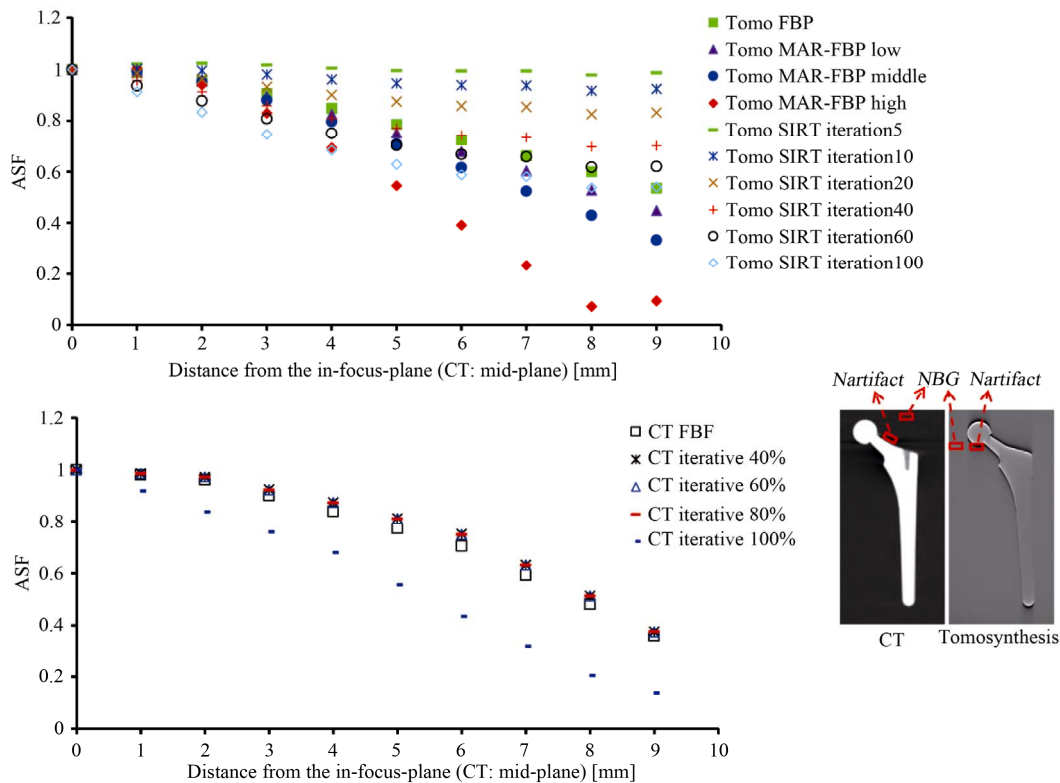 1.2
1
0.8
0.6
0.4
0.2
0
ASF
0 1 2 3 4 5 6 7 8 9 10
Distance from the in-focus-plane (CT: mid-plane) [mm]
Tomo FBP
Tomo MAR-FBP low
Tomo MAR-FBP middle
Tomo MAR-FBP high
Tomo SIRT iteration5
Tomo SIRT iteration10
Tomo SIRT iteration20
Tomo SIRT iteration40
Tomo SIRT iteration60
Tomo SIRT iteration100
1.2
1
0.8
0.6
0.4
0.2
0
ASF
0 1 2 3 4 5 6 7 8 9 10
Distance from the in-focus-plane (CT: mid-plane) [mm]
CT FBF
CT iterative 40%
CT iterative 60%
CT iterative 80%
CT iterative 100%
Nartifact NBG Nartifact
CT Tomosynthesis